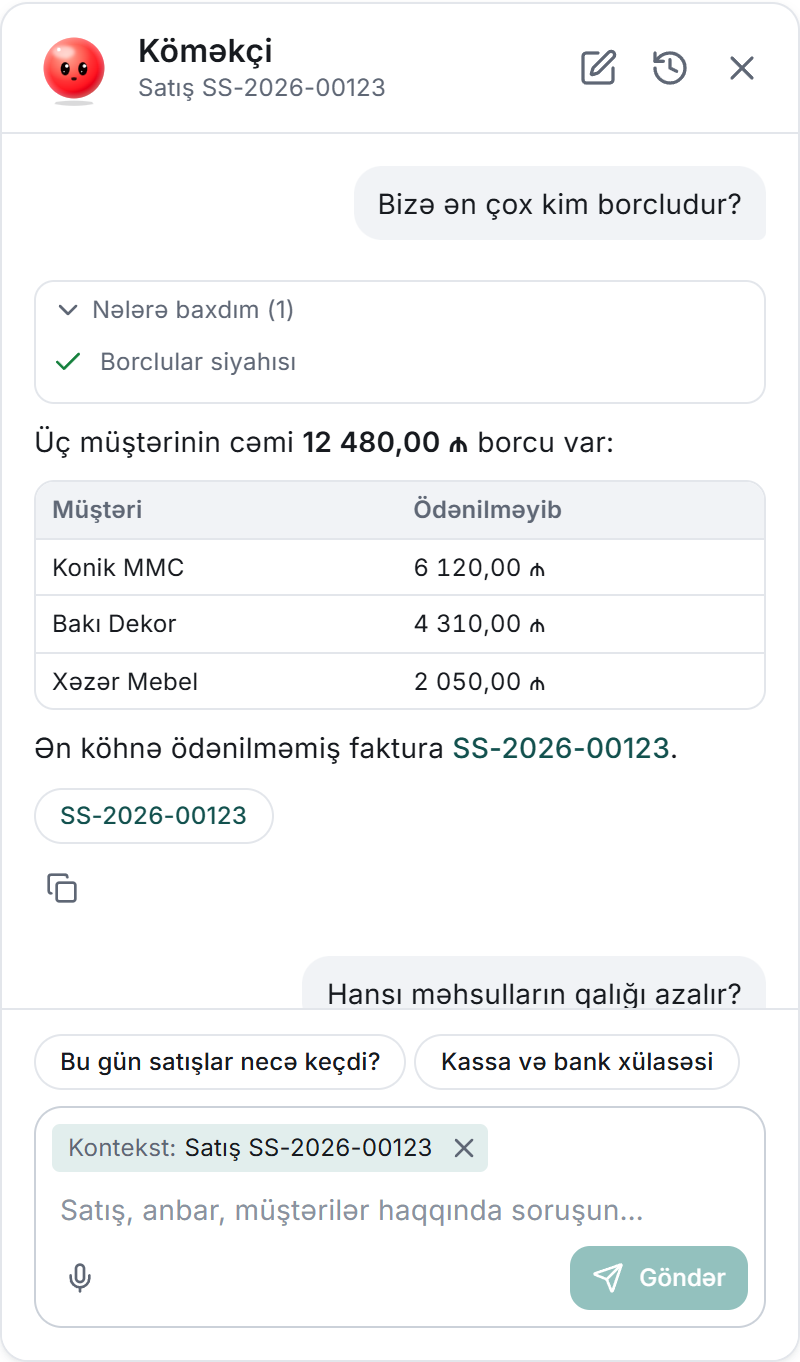 Köməkçi
Satış SS-2026-00123
Bizə ən çox kim borcludur?
Nələrə baxdım (1)
Borclular siyahısı
Üç müştərinin cəmi 12 480,00 ₼ borcu var:
Müştəri Ödənilməyib
Konik MMC 6 120,00 ₼
Bakı Dekor 4 310,00 ₼
Xəzər Mebel 2 050,00 ₼
Ən köhnə ödənilməmiş faktura SS-2026-00123.
SS-2026-00123
Hansı məhsulların qalığı azalır?
Bu gün satışlar necə keçdi? Kassa və bank xülasəsi
Kontekst: Satış SS-2026-00123
Satış, anbar, müştərilər haqqında soruşun...
Göndər